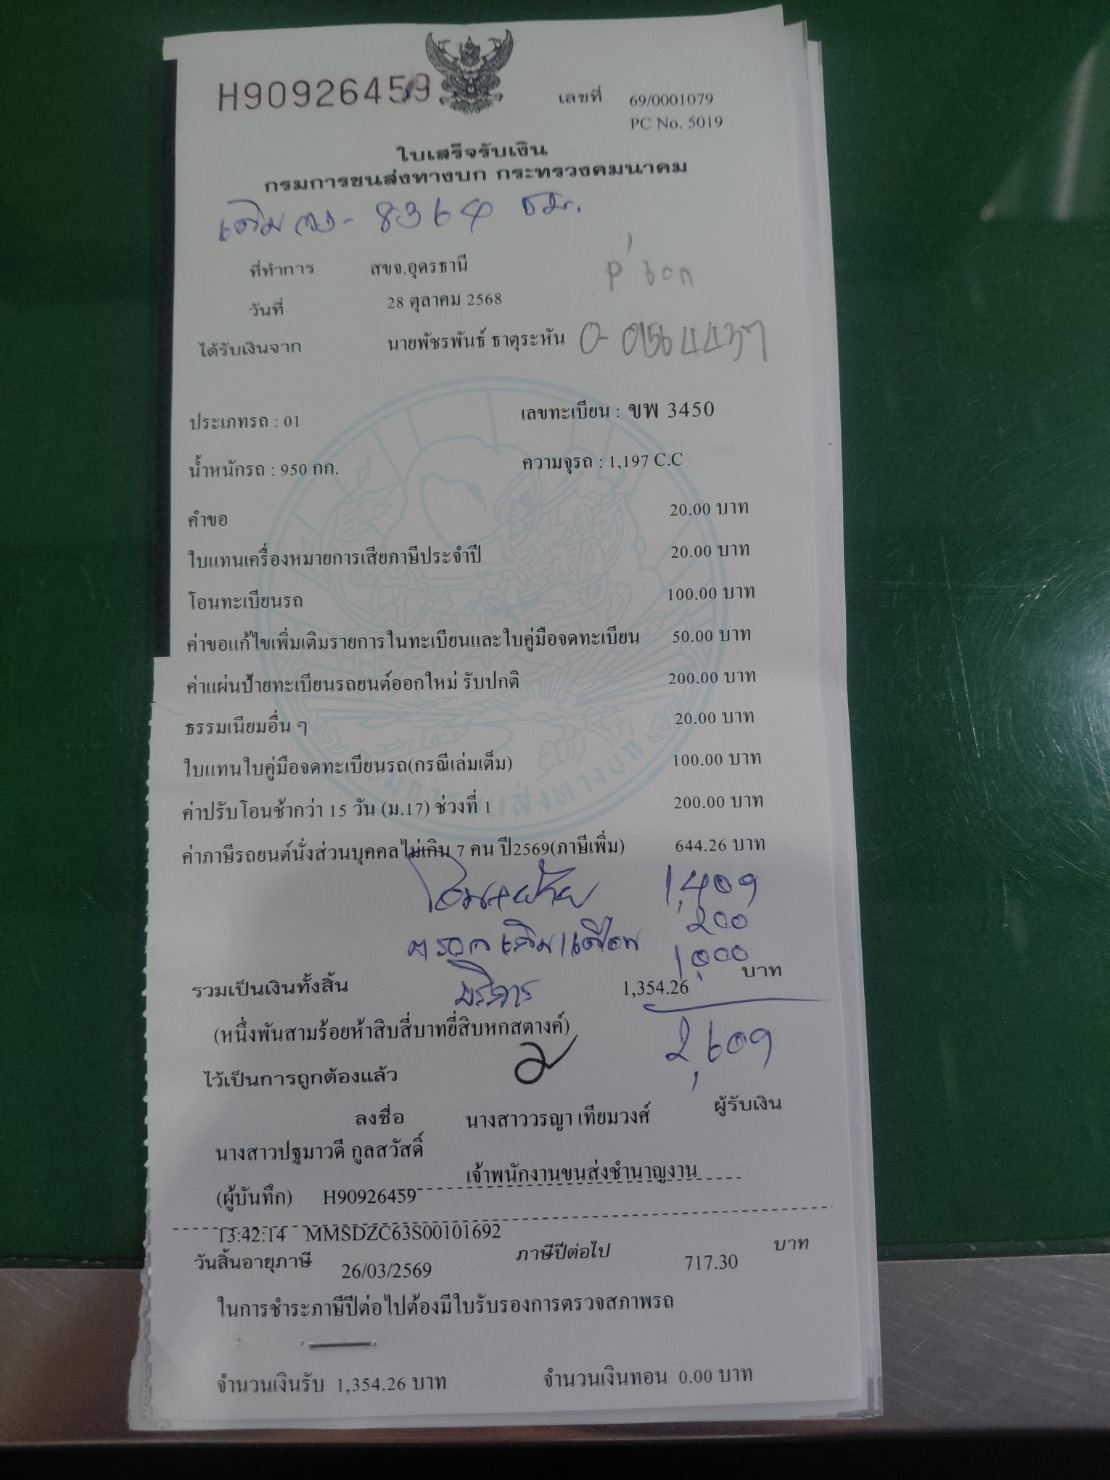 H90926459
เลขที่ 69/0001079
PC No. 5019
ใบเสร็จรับเงิน
กรมการขนส่งทางบก กระทรวงคมนาคม
เดิม กง- 8364 ชม.
ที่ทำการ สขจ.อุดรธานี
วันที่ 28 ตุลาคม 2568
ได้รับเงินจาก นายพัชรพันธ์ ธาตุระหัน
ประเภทรถ : 01 เลขทะเบียน : ขพ 3450
น้ำหนักรถ : 950 กก. ความจุรถ : 1,197 C.C
คำขอ 20.00 บาท
ใบแทนเครื่องหมายการเสียภาษีประจำปี 20.00 บาท
โอนทะเบียนรถ 100.00 บาท
ค่าขอแก้ไขเพิ่มเติมรายการในทะเบียนและใบคู่มือจดทะเบียน 50.00 บาท
ค่าแผ่นป้ายทะเบียนรถยนต์ออกใหม่ รับปกติ 200.00 บาท
ธรรมเนียมอื่น ๆ 20.00 บาท
ใบแทนใบคู่มือจดทะเบียนรถ(กรณีเล่มเต็ม) 100.00 บาท
ค่าปรับโอนช้ากว่า 15 วัน (ม.17) ช่วงที่ 1 200.00 บาท
ค่าภาษีรถยนต์นั่งส่วนบุคคลไม่เกิน 7 คน ปี2569(ภาษีเพิ่ม) 644.26 บาท
โอน+ย้าย 1,409
200
บริการ 1,000
รวมเป็นเงินทั้งสิ้น 1,354.26 บาท
(หนึ่งพันสามร้อยห้าสิบสี่บาทยี่สิบหกสตางค์) 2,609
ไว้เป็นการถูกต้องแล้ว
ลงชื่อ นางสาววรญา เทียมวงศ์ ผู้รับเงิน
นางสาวปฐมาวดี กูลสวัสดิ์
เจ้าพนักงานขนส่งชำนาญงาน
(ผู้บันทึก) H90926459
13:42:14 MMSDZC63S00101692
วันสิ้นอายุภาษี 26/03/2569 ภาษีปีต่อไป 717.30 บาท
ในการชำระภาษีปีต่อไปต้องมีใบรับรองการตรวจสภาพรถ
จำนวนเงินรับ 1,354.26 บาท จำนวนเงินทอน 0.00 บาท